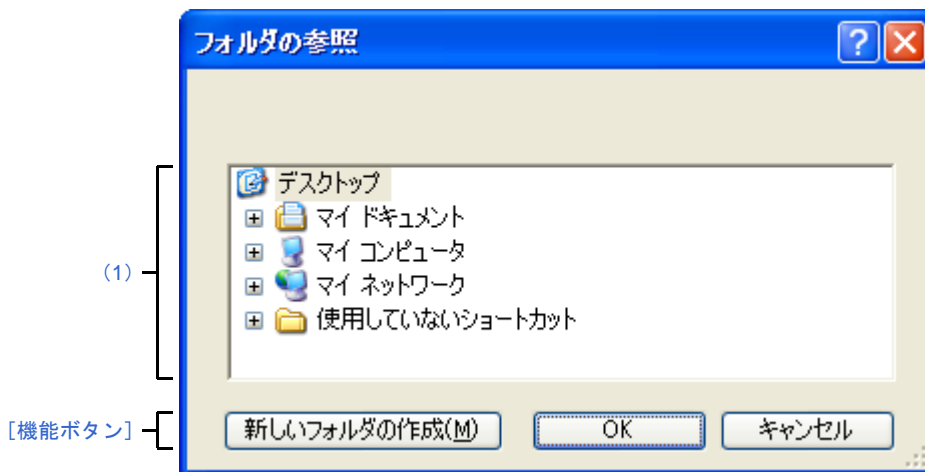 フォルダの参照
デスクトップ
マイ ドキュメント
マイ コンピュータ
(1)
マイ ネットワーク
使用していないショートカット
[機能ボタン]
新しいフォルダの作成(M)
OK
キャンセル